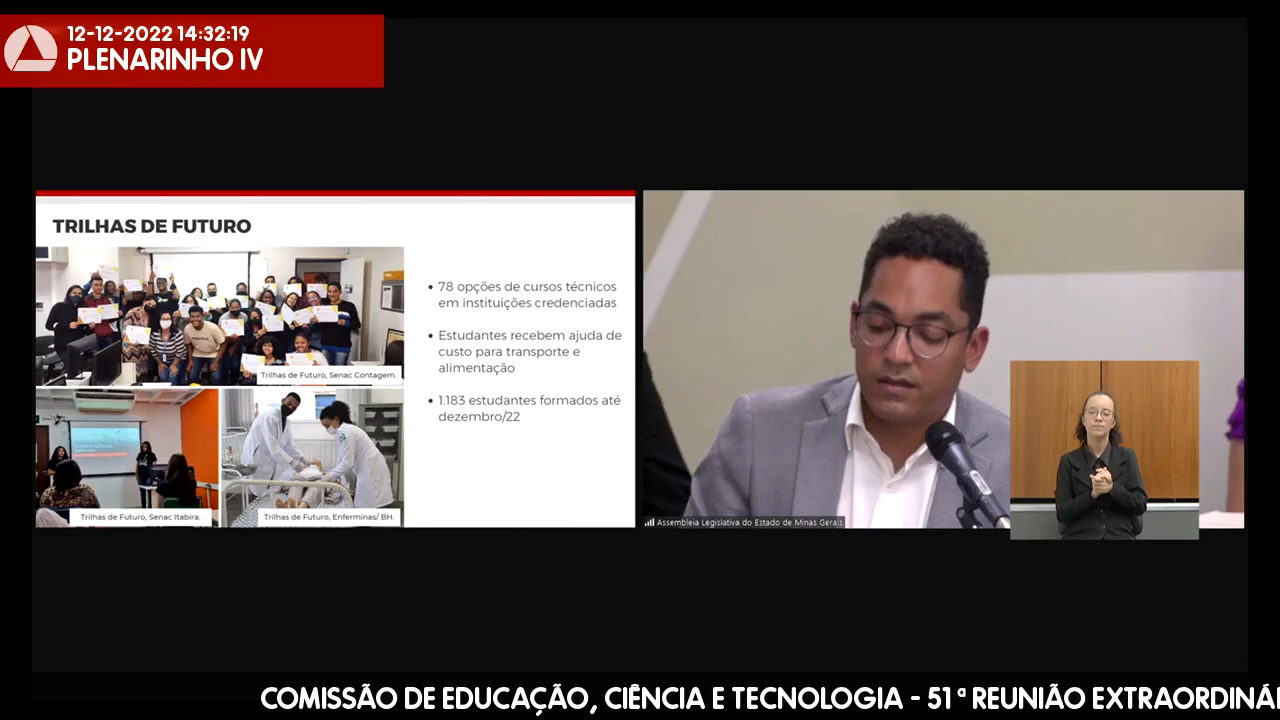 12-12-2022 14:32:19
PLENARINHO IV
TRILHAS DE FUTURO
• 78 opções de cursos técnicos
em instituições credenciadas
• Estudantes recebem ajuda de
custo para transporte e
alimentação
• 1.183 estudantes formados até
dezembro/22
Trilhas de Futuro, Senac Contagem.
Trilhas de Futuro, Senac Itabira.
Trilhas de Futuro, Enferminas/ BH.
Assembleia Legislativa do Estado de Minas Gerais
COMISSÃO DE EDUCAÇÃO, CIÊNCIA E TECNOLOGIA - 51ª REUNIÃO EXTRAORDINÁ